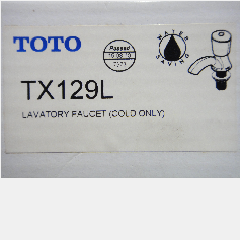 TOTO
Passed
WATER SAVING
TX129L
LAVATORY FAUCET (COLD ONLY)